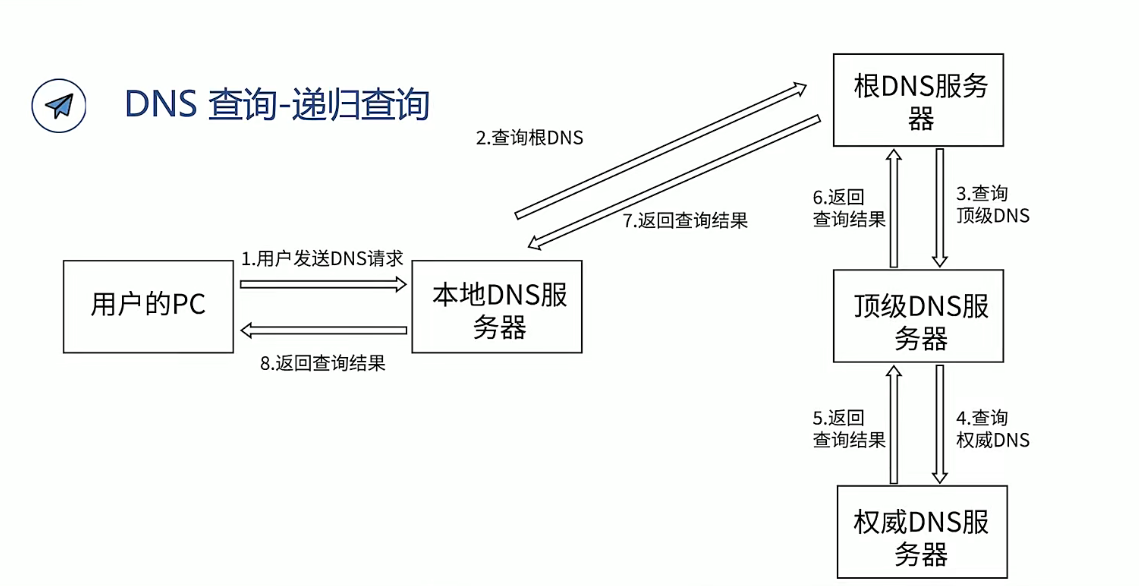 DNS 查询-递归查询
根DNS服务
器
2.查询根DNS
7.返回查询结果
6.返回
查询结果
3.查询
顶级DNS
1.用户发送DNS请求
用户的PC
本地DNS服
务器
8.返回查询结果
顶级DNS服
务器
5.返回
查询结果
4.查询
权威DNS
权威DNS服
务器